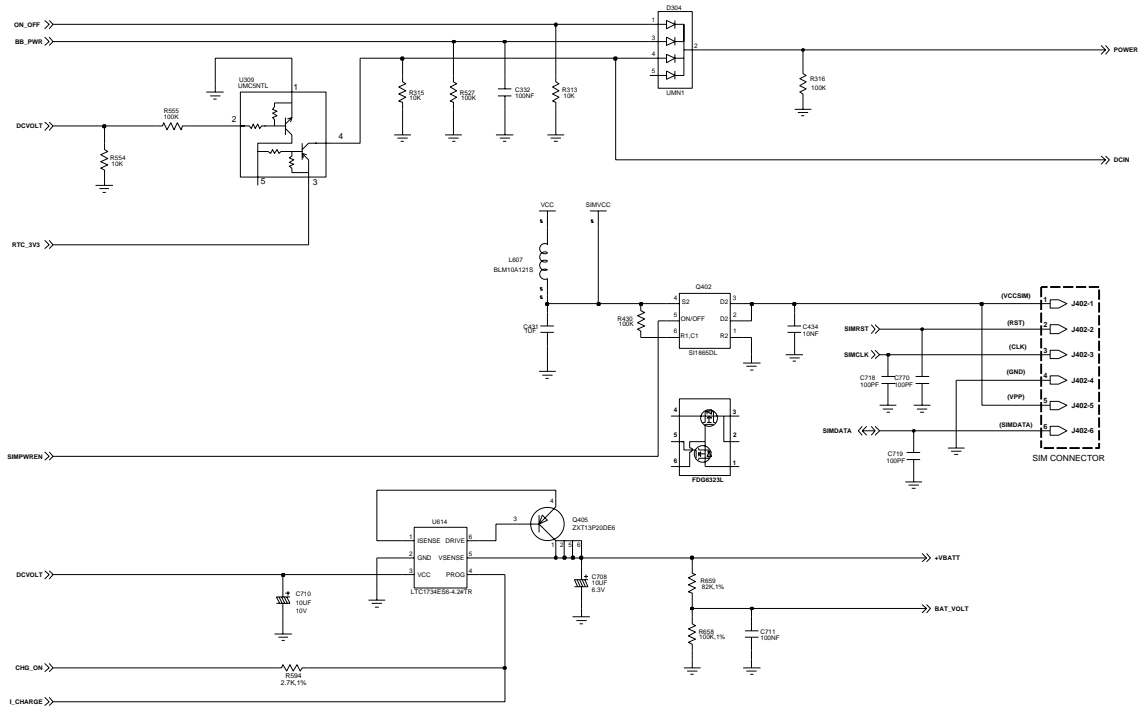 D304
ON_OFF
1
BB_PWR
3
2
POWER
4
5
UMN1
U309
UMC5NTL
1
R315
10K
R527
100K
C332
100NF
R313
10K
R316
100K
R555
100K
DCVOLT
2
4
R554
10K
5
3
DCIN
RTC_3V3
VCC
SIMVCC
L607
BLM10A121S
Q402
4
S2
D2
3
5
ON/OFF
D2
2
6
R1,C1
R2
1
SI1865DL
R430
100K
C431
1UF
C434
10NF
(VCCSIM)
1
J402-1
SIMRST
(RST)
2
J402-2
SIMCLK
(CLK)
3
J402-3
C718
100PF
C770
100PF
(GND)
4
J402-4
(VPP)
5
J402-5
SIMDATA
(SIMDATA)
6
J402-6
C719
100PF
SIM CONNECTOR
4
3
5
2
6
1
FDG6323L
SIMPWREN
4
U614
3
Q405
ZXT13P20DE6
1
ISENSE
DRIVE
6
1 2 5 6
2
GND
VSENSE
5
+VBATT
DCVOLT
3
VCC
PROG
4
LTC1734ES6-4.2#TR
C710
10UF
10V
C708
10UF
6.3V
R659
82K,1%
BAT_VOLT
R658
100K,1%
C711
100NF
CHG_ON
R594
2.7K,1%
I_CHARGE